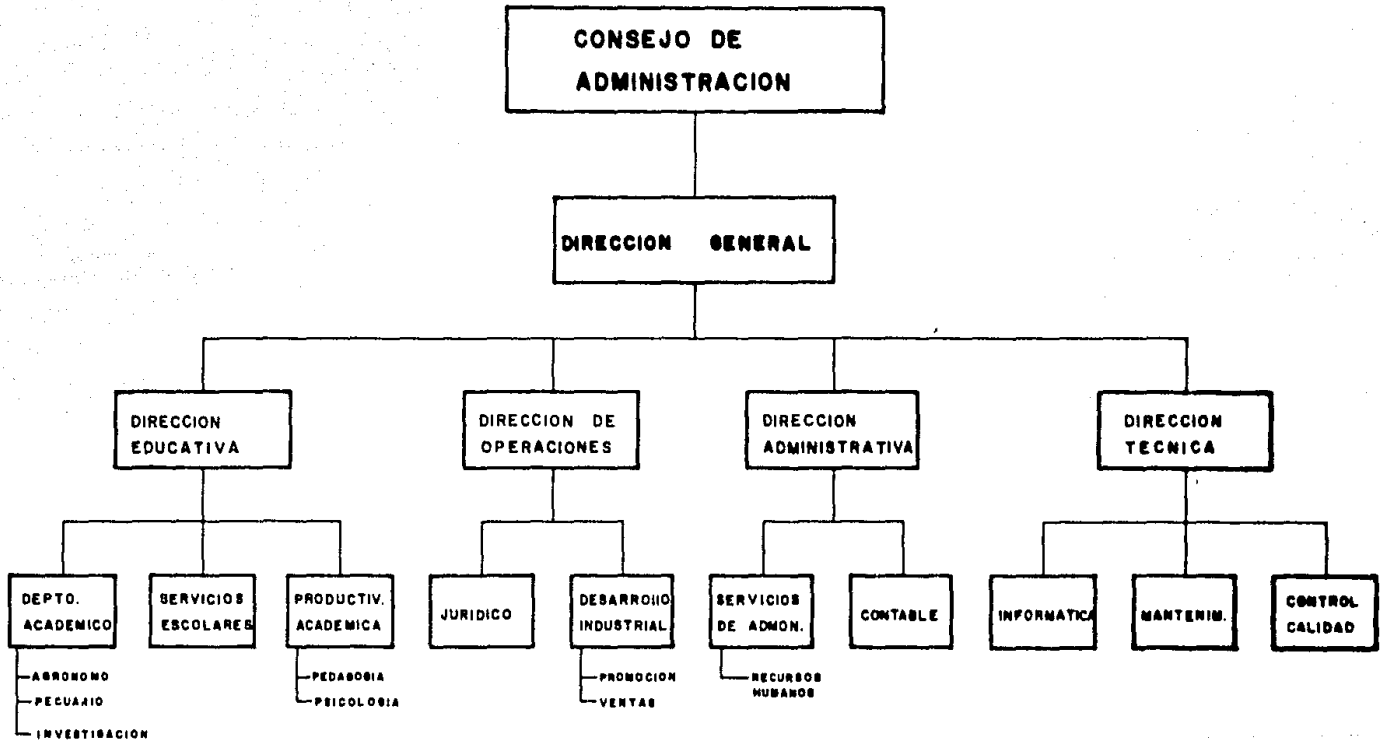 CONSEJO DE
ADMINISTRACION
DIRECCION GENERAL
DIRECCION
EDUCATIVA
DIRECCION DE
OPERACIONES
DIRECCION
ADMINISTRATIVA
DIRECCION
TECNICA
DEPTO.
ACADEMICO
SERVICIOS
ESCOLARES
PRODUCTIV.
ACADEMICA
JURIDICO
DESARROLLO
INDUSTRIAL
SERVICIOS
DE ADMON.
CONTABLE
INFORMATICA
MANTENIM.
CONTROL
CALIDAD
AGRONOMO
PECUARIO
INVESTIGACION
PEDAGOGIA
PSICOLOGIA
PROMOCION
VENTAS
RECURSOS
HUMANOS